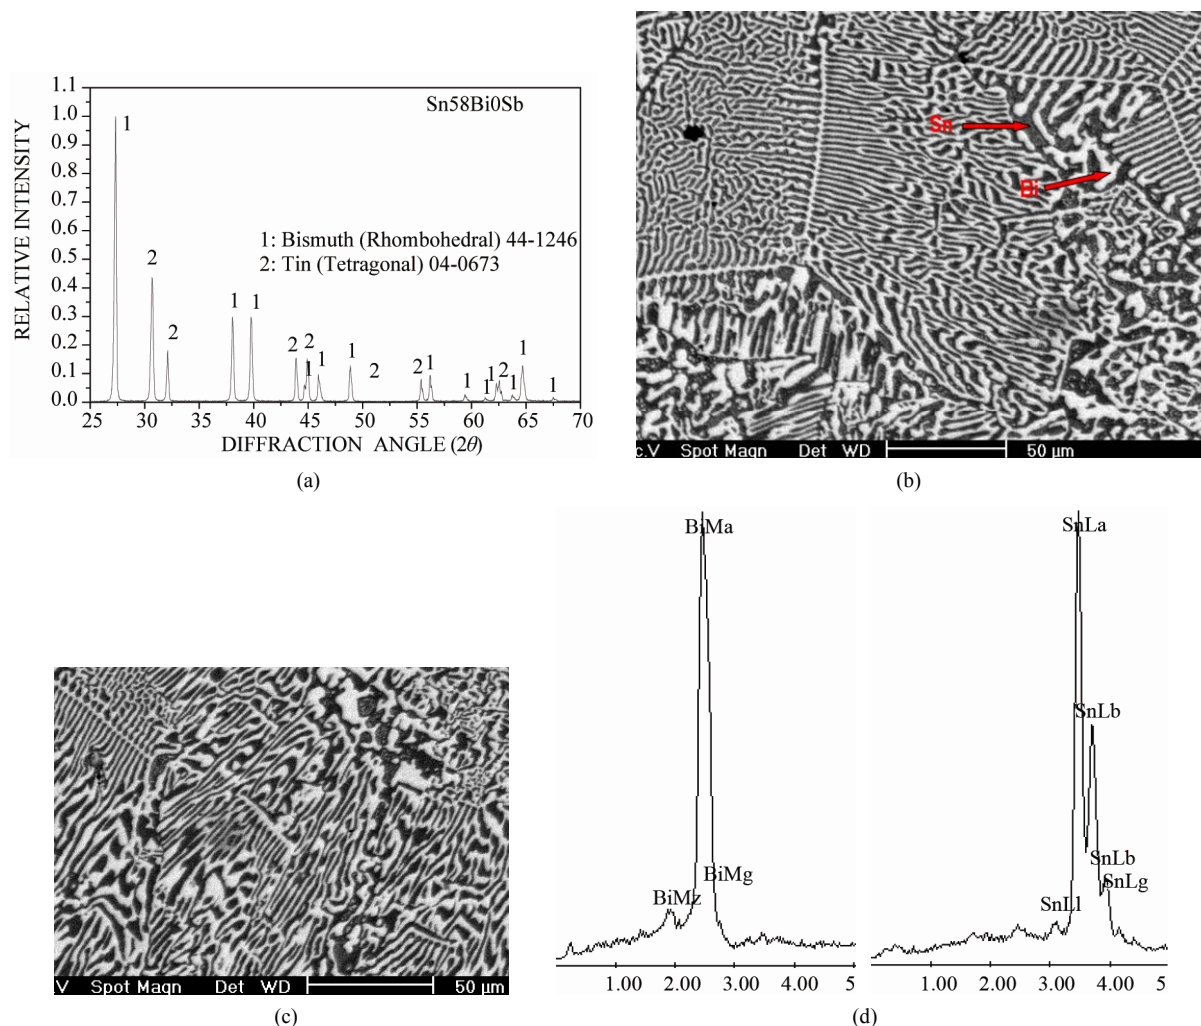 Sn58Bi0Sb
1.1
1.0
0.9
0.8
0.7
0.6
0.5
0.4
0.3
0.2
0.1
0.0
RELATIVE INTENSITY
1
2
2
1
1
2
2
1
1
1
2
2
1
1
1
1
2
1
1
1
1: Bismuth (Rhombohedral) 44-1246
2: Tin (Tetragonal) 04-0673
25 30 35 40 45 50 55 60 65 70
DIFFRACTION ANGLE (2θ)
(a)
Sn
Bi
c.V Spot Magn Det WD 50 μm
(b)
V Spot Magn Det WD 50 μm
(c)
BiMa
BiMz
BiMg
1.00 2.00 3.00 4.00 5
SnLa
SnLb
SnLb
SnLg
SnLl
1.00 2.00 3.00 4.00 5
(d)